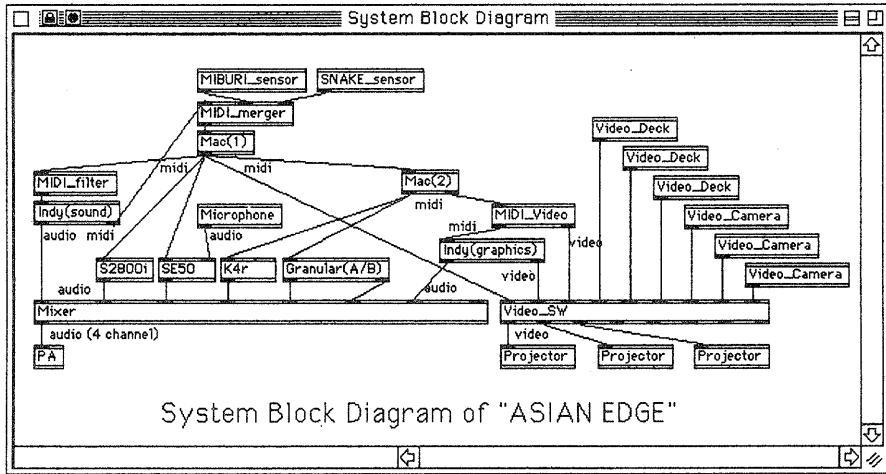 System Block Diagram
MIBURI_sensor
SNAKE_sensor
MIDI_merger
Mac(1)
Video_Deck
Video_Deck
Video_Deck
midi
midi
MIDI_filter
Mac(2)
midi
Indy(sound)
Microphone
MIDI_Video
Video_Camera
audio
midi
audio
midi
video
Indy(graphics)
Video_Camera
S2800i
SE50
K4r
Granular(A/B)
video
Video_Camera
audio
audio
Mixer
Video_SW
audio (4 channel)
video
PA
Projector
Projector
Projector
System Block Diagram of "ASIAN EDGE"